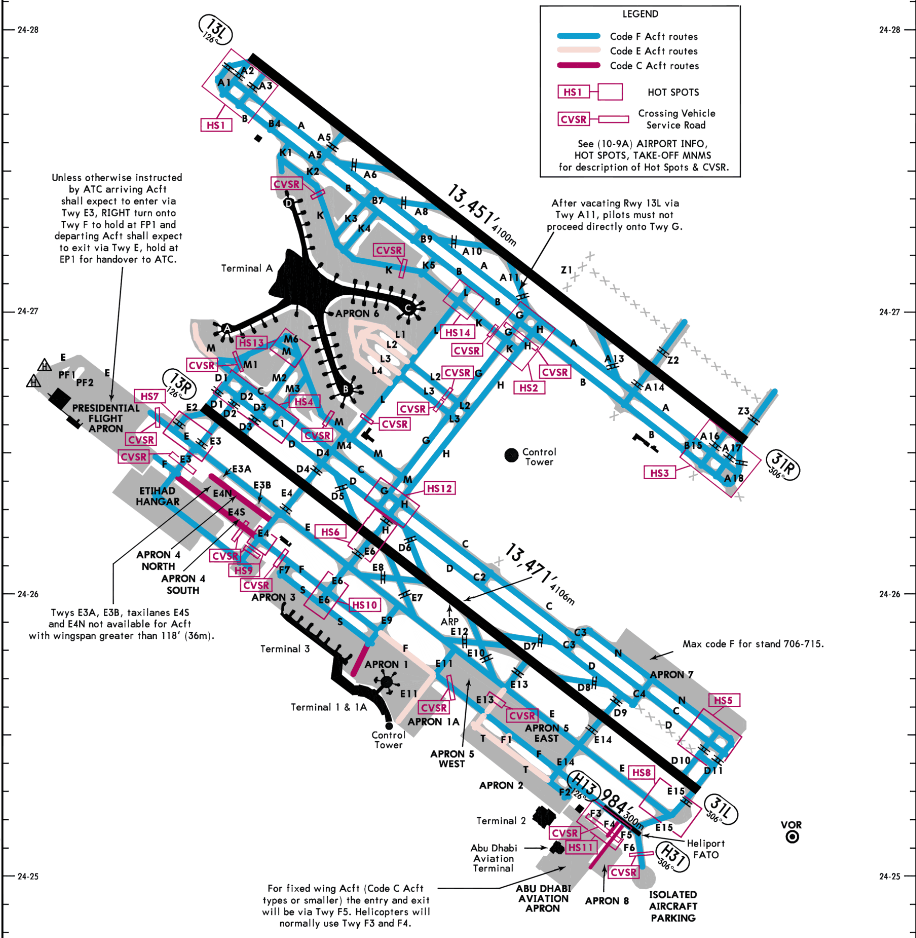 24-28
24-27
24-26
24-25
24-28
24-27
24-26
24-25
LEGEND
Code F Acft routes
Code E Acft routes
Code C Acft routes
HS1
HOT SPOTS
CVSR
Crossing Vehicle
Service Road
See (10-9A) AIRPORT INFO,
HOT SPOTS, TAKE-OFF MNMS
for description of Hot Spots & CVSR.
13L
126°
A2
A1
A3
HS1
B
B4
A
A5
A5
K1
K2
A6
CVSR
B
B7
A8
K
K3
K4
D
B9
A10
13,451' 4100m
Unless otherwise instructed
by ATC arriving Acft
shall expect to enter via
Twy E3, RIGHT turn onto
Twy F to hold at FP1 and
departing Acft shall expect
to exit via Twy E, hold at
EP1 for handover to ATC.
After vacating Rwy 13L via
Twy A11, pilots must not
proceed directly onto Twy G.
Terminal A
CVSR
K
K5
B
A
A11
Z1
L
B
APRON 6
C
G
H
HS14
K
G
H
A
CVSR
K
CVSR
HS2
A
HS13
M6
M
M
L1
L2
L3
L4
L
A13
Z2
B
A14
A
E
PF1
PF2
E
CVSR
M1
M2
M3
D1
C
D2
HS4
B
L3
CVSR
L2
L3
G
H
Z3
13R
126°
D1
D2
D3
D3
C1
D
CVSR
M
CVSR
M4
M
G
H
B
B15
A16
A17
A18
HS3
31R
306°
PRESIDENTIAL
FLIGHT
APRON
HS7
E2
CVSR
E
E3
CVSR
E3
F
E3A
E3B
D4
D4
C
C
D
D5
M
Control
Tower
ETIHAD
HANGAR
E4N
E4S
E4
E
G
H
HS12
HS6
H
E6
D6
C
APRON 4
NORTH
APRON 4
SOUTH
CVSR
HS9
CVSR
E4
F7
F
S
APRON 3
E6
E6
E8
HS10
D
C2
13,471' 4106m
Twys E3A, E3B, taxilanes E4S
and E4N not available for Acft
with wingspan greater than 118' (36m).
S
E7
E9
ARP
C
E12
D7
C3
C3
N
Max code F for stand 706-715.
Terminal 3
APRON 1
F
E11
E11
E10
E13
D
D8
APRON 7
N
C4
C
D
HS5
Terminal 1 & 1A
CVSR
APRON 1A
E13
CVSR
E
APRON 5
EAST
D9
E14
Control
Tower
APRON 5
WEST
T
F1
F
E14
E
D10
D11
APRON 2
T
F2
H13
126°
984' 300m
HS8
E15
31L
306°
Terminal 2
F3
F4
F5
F6
CVSR
HS11
E15
Heliport
FATO
VOR
Abu Dhabi
Aviation
Terminal
H31
306°
CVSR
For fixed wing Acft (Code C Acft
types or smaller) the entry and exit
will be via Twy F5. Helicopters will
normally use Twy F3 and F4.
ABU DHABI
AVIATION
APRON
APRON 8
ISOLATED
AIRCRAFT
PARKING